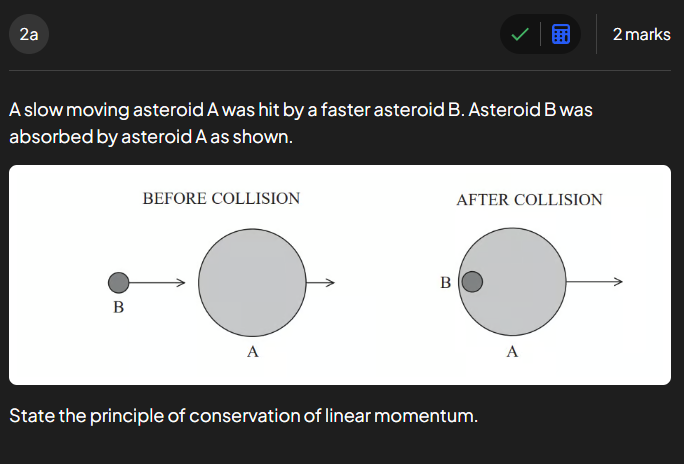 2a
2 marks
A slow moving asteroid A was hit by a faster asteroid B. Asteroid B was
absorbed by asteroid A as shown.
BEFORE COLLISION
AFTER COLLISION
B
A
B
A
State the principle of conservation of linear momentum.